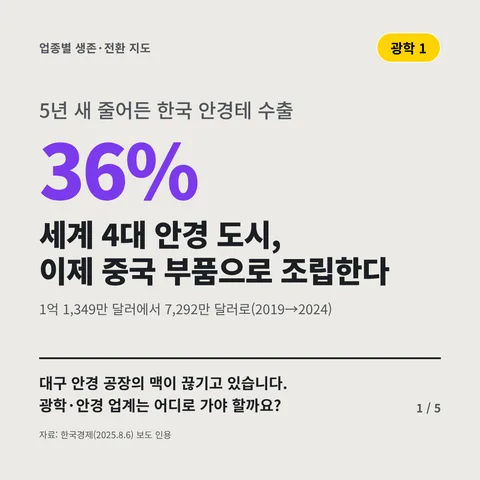 업종별 생존·전환 지도
광학 1
5년 새 줄어든 한국 안경테 수출
36%
세계 4대 안경 도시,
이제 중국 부품으로 조립한다
1억 1,349만 달러에서 7,292만 달러로(2019→2024)
대구 안경 공장의 맥이 끊기고 있습니다.
광학·안경 업계는 어디로 가야 할까요?
1 / 5
자료: 한국경제(2025.8.6) 보도 인용